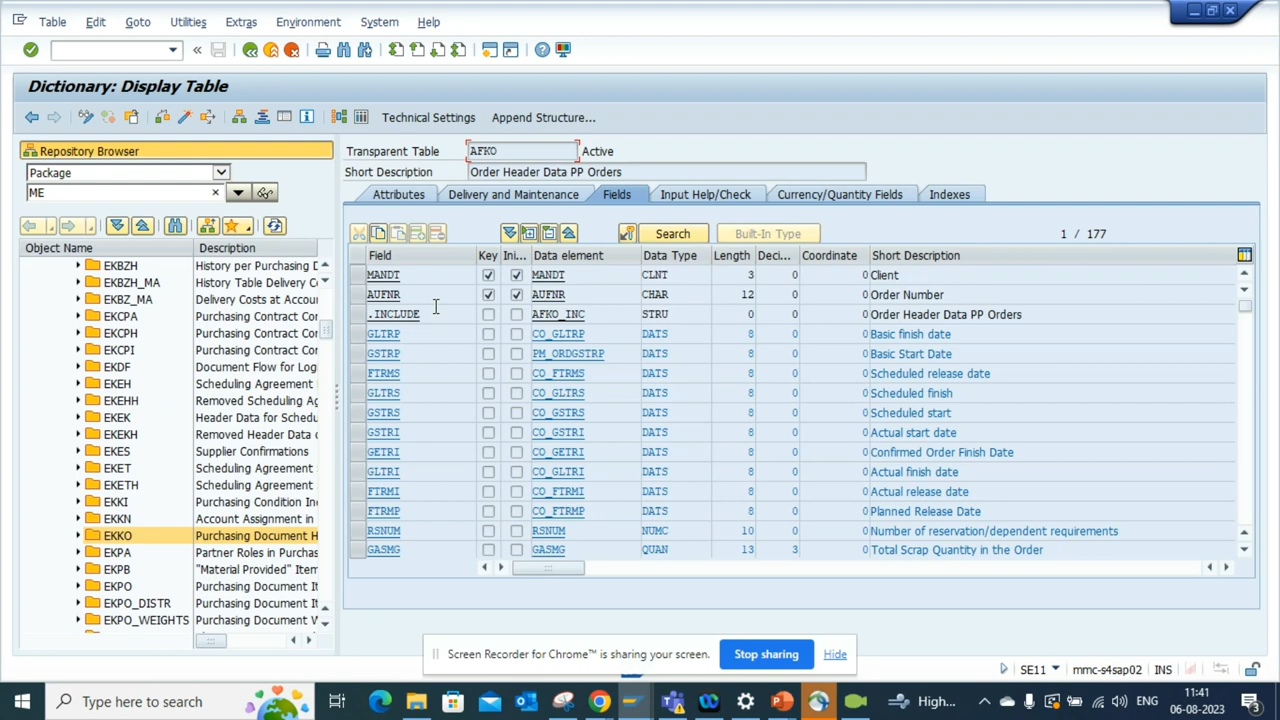 Table Edit Goto Utilities Extras Environment System Help
Dictionary: Display Table
Technical Settings Append Structure...
Repository Browser
Package
ME
Object Name Description
EKBZH History per Purchasing D
EKBZH_MA History Table Delivery
EKBZ_MA Delivery Costs at Accoun
EKCPA Purchasing Contract Co
EKCPH Purchasing Contract Con
EKCPI Purchasing Contract Con
EKDF Document Flow for Log
EKEH Scheduling Agreement
EKEHH Removed Scheduling Ag
EKEK Header Data for Schedu
EKEKH Removed Header Data o
EKES Supplier Confirmations
EKET Scheduling Agreement
EKETH Scheduling Agreement
EKKI Purchasing Condition In
EKKN Account Assignment in
EKKO Purchasing Document H
EKPA Partner Roles in Purchas
EKPB "Material Provided" Item
EKPO Purchasing Document It
EKPO_DISTR Purchasing Document It
EKPO_WEIGHTS Purchasing Document W
Transparent Table AFKO Active
Short Description Order Header Data PP Orders
Attributes Delivery and Maintenance Fields Input Help/Check Currency/Quantity Fields Indexes
Search Built-In Type 1 / 177
Field Key Ini... Data element Data Type Length Deci... Coordinate Short Description
MANDT MANDT CLNT 3 0 0 Client
AUFNR AUFNR CHAR 12 0 0 Order Number
.INCLUDE AFKO_INC STRU 0 0 0 Order Header Data PP Orders
GLTRP CO_GLTRP DATS 8 0 0 Basic finish date
GSTRP PM_ORDGSTRP DATS 8 0 0 Basic Start Date
FTRMS CO_FTRMS DATS 8 0 0 Scheduled release date
GLTRS CO_GLTRS DATS 8 0 0 Scheduled finish
GSTRS CO_GSTRS DATS 8 0 0 Scheduled start
GSTRI CO_GSTRI DATS 8 0 0 Actual start date
GETRI CO_GETRI DATS 8 0 0 Confirmed Order Finish Date
GLTRI CO_GLTRI DATS 8 0 0 Actual finish date
FTRMI CO_FTRMI DATS 8 0 0 Actual release date
FTRMP CO_FTRMP DATS 8 0 0 Planned Release Date
RSNUM RSNUM NUMC 10 0 0 Number of reservation/dependent requirements
GASMG GASMG QUAN 13 3 0 Total Scrap Quantity in the Order
Screen Recorder for Chrome™ is sharing your screen. Stop sharing Hide
SE11 mmc-s4sap02 INS
Type here to search
High... ENG 11:41
06-08-2023 3